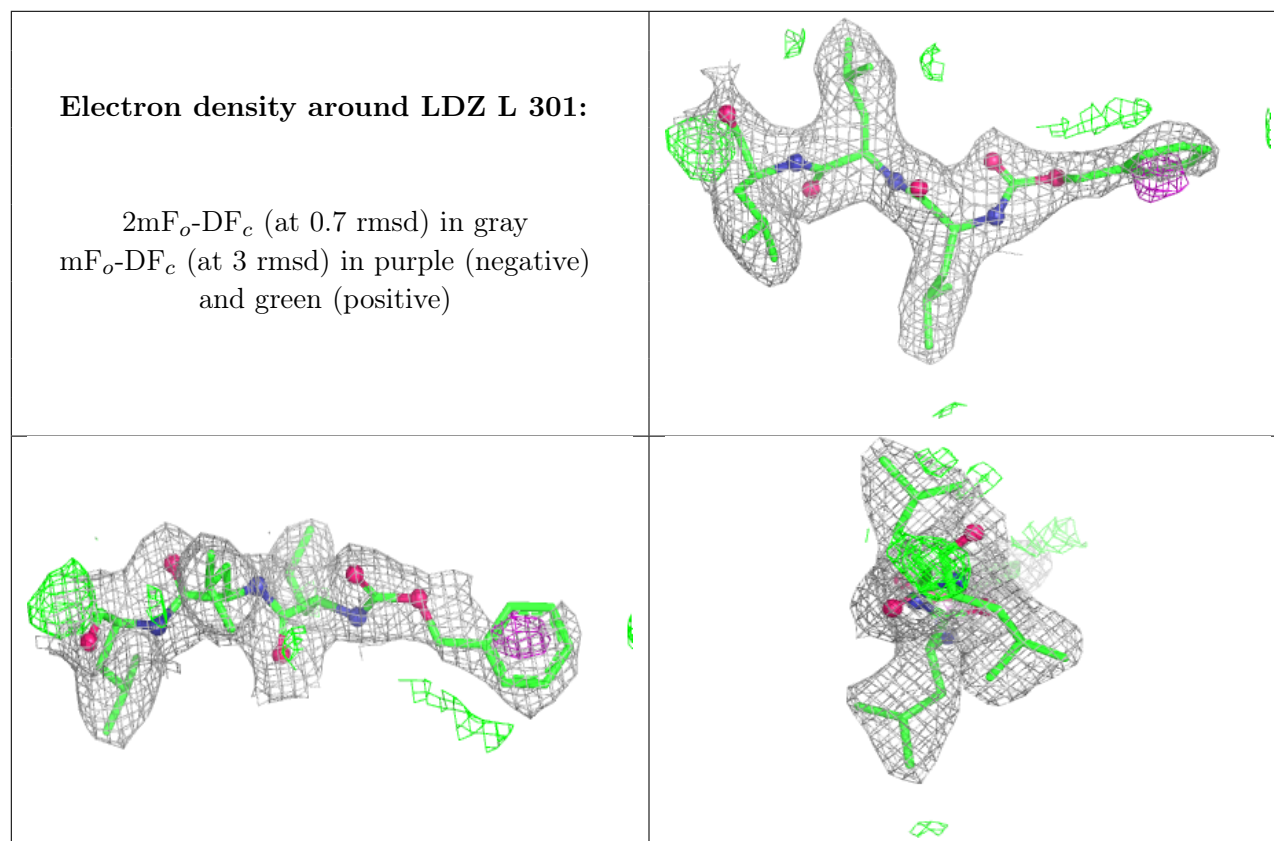 Electron density around LDZ L 301:
2mFo-DFc (at 0.7 rmsd) in gray
mFo-DFc (at 3 rmsd) in purple (negative)
and green (positive)